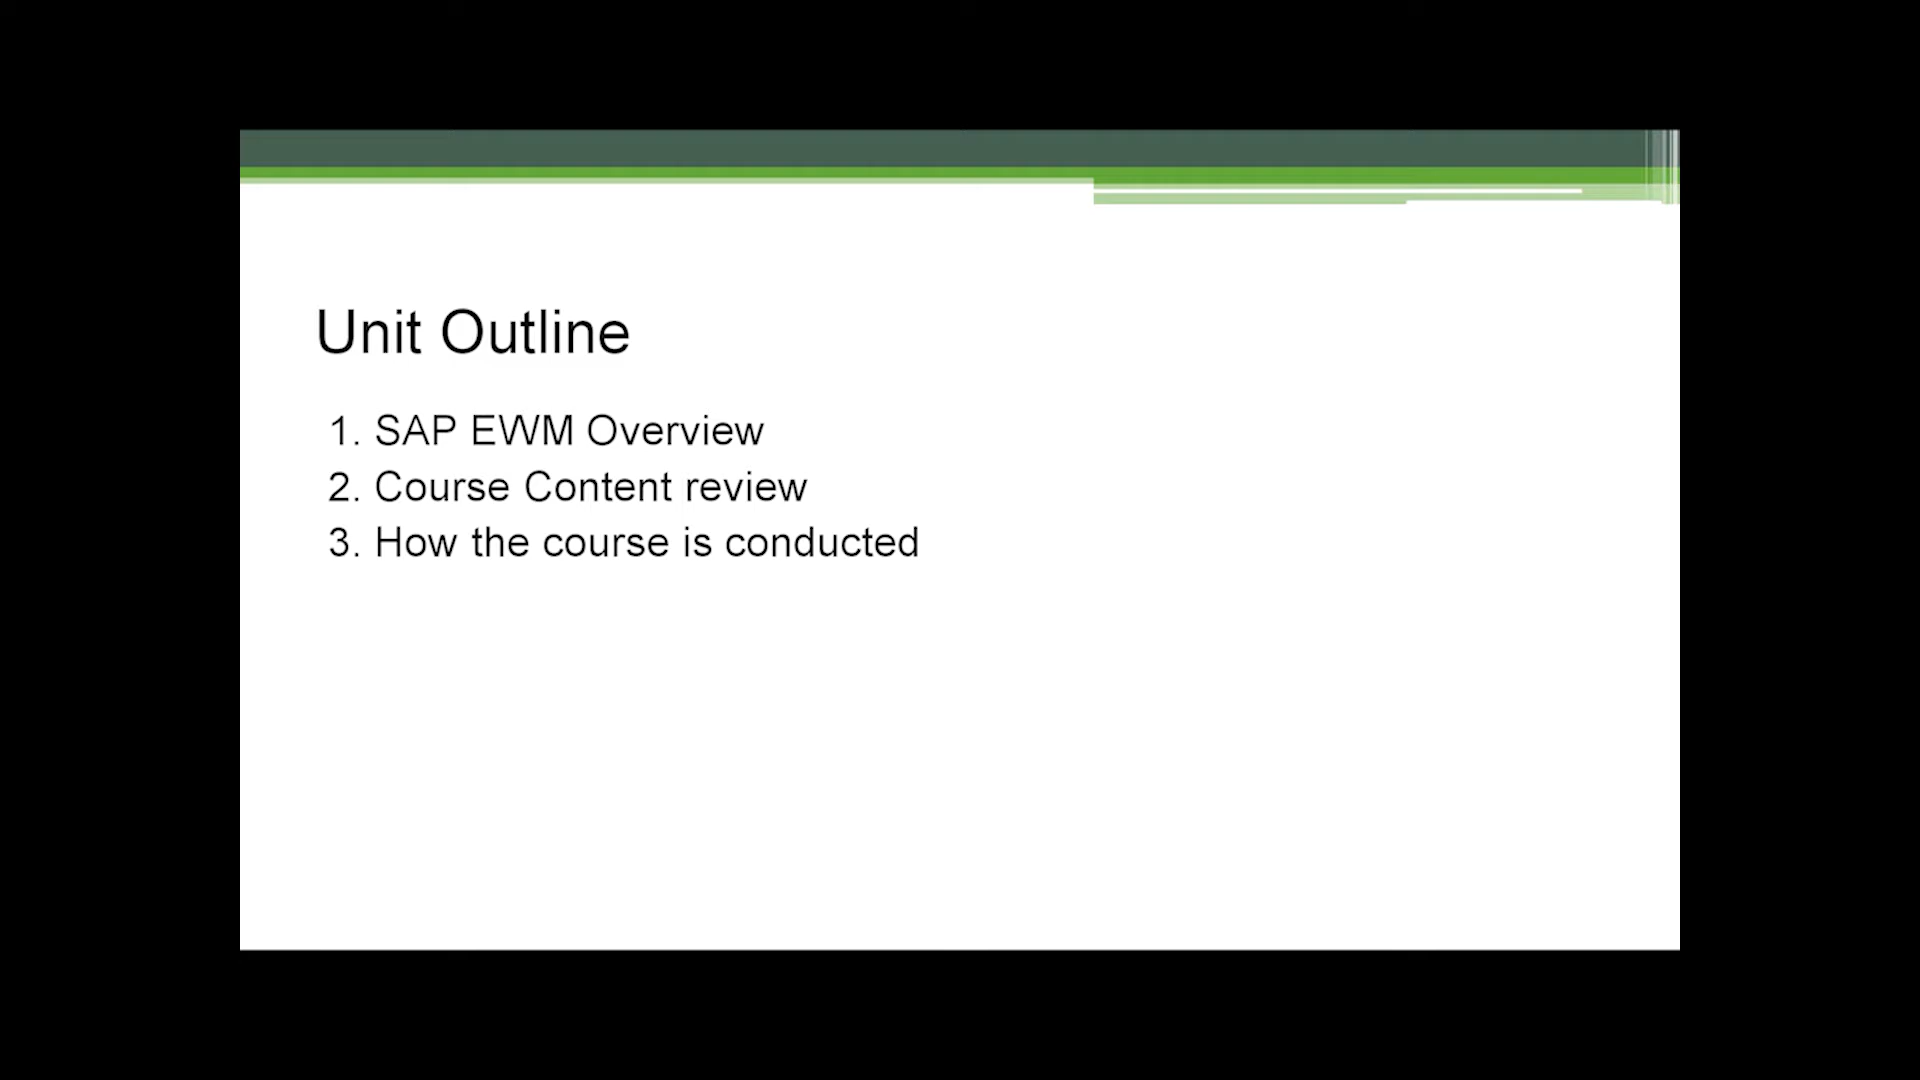 Unit Outline
1. SAP EWM Overview
2. Course Content review
3. How the course is conducted